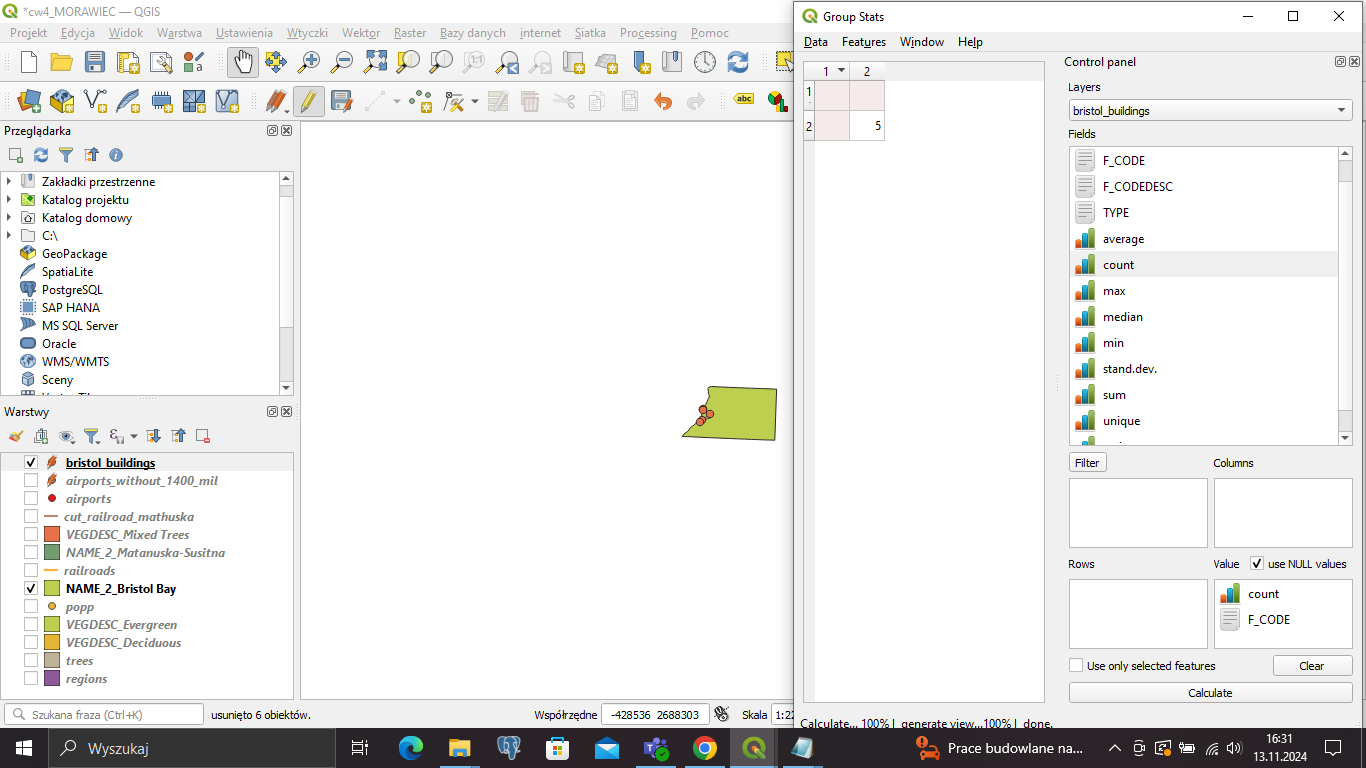 *cw4_MORAWIEC — QGIS
Projekt Edycja Widok Warstwa Ustawienia Wtyczki Wektor Raster Bazy danych internet Siatka Processing Pomoc
1:1
abc
Przeglądarka
Zakładki przestrzenne
Katalog projektu
Katalog domowy
C:\
GeoPackage
SpatiaLite
PostgreSQL
SAP HANA
MS SQL Server
Oracle
WMS/WMTS
Sceny
Warstwy
bristol_buildings
airports_without_1400_mil
airports
cut_railroad_mathuska
VEGDESC_Mixed Trees
NAME_2_Matanuska-Susitna
railroads
NAME_2_Bristol Bay
popp
VEGDESC_Evergreen
VEGDESC_Deciduous
trees
regions
Szukana fraza (Ctrl+K)
usunięto 6 obiektów.
Współrzędne -428536 2688303
Skala 1:22
Group Stats
Data Features Window Help
1 2
1
2 5
Control panel
Layers
bristol_buildings
Fields
F_CODE
F_CODEDESC
TYPE
average
count
max
median
min
stand.dev.
sum
unique
Filter Columns
Rows Value use NULL values
count
F_CODE
Use only selected features Clear
Calculate
Calculate... 100% | generate view...100% | done.
Wyszukaj
Prace budowlane na...
16:31
13.11.2024